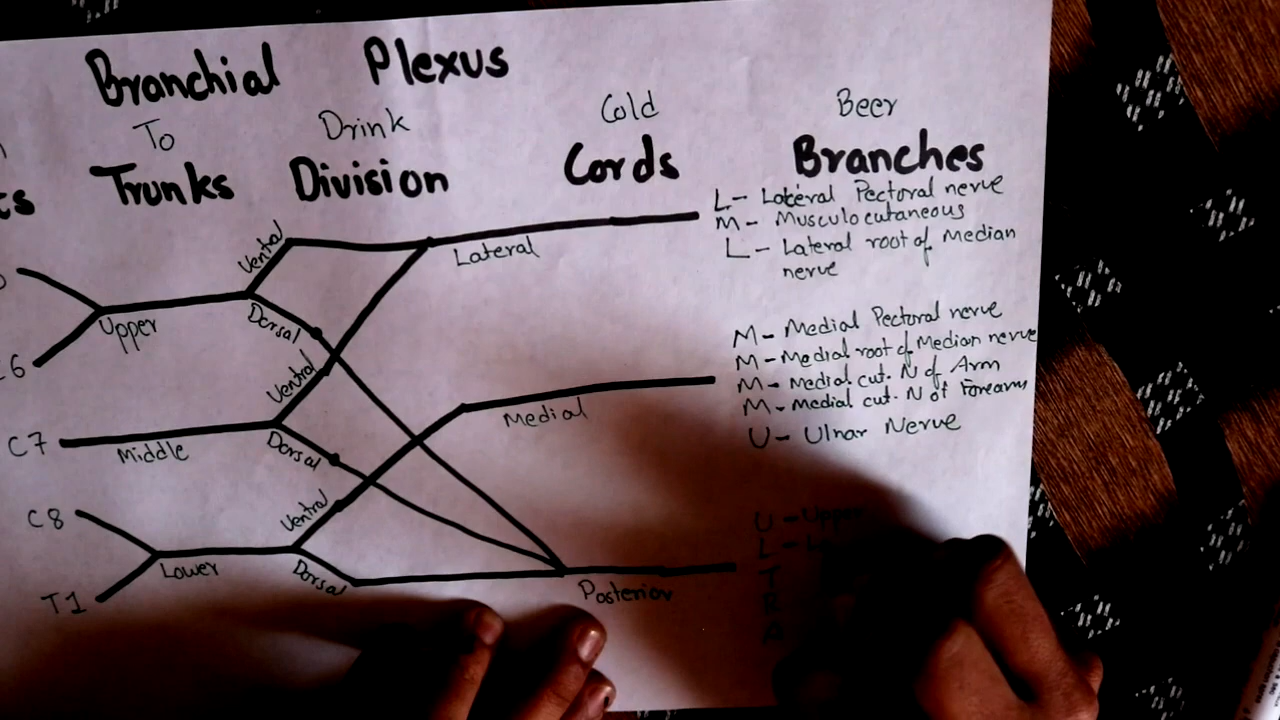 Branchial Plexus
To Drink Cold Beer
Trunks Division Cords Branches
L- Lateral Pectoral nerve
M- Musculocutaneous
L- Lateral root of Median
nerve
Ventral
Lateral
Upper
Dorsal
C6
Ventral
M- Medial Pectoral nerve
M- Medial root of Median nerve
M- Medial cut. N of Arm
M- Medial cut. N of Forearm
U- Ulnar Nerve
Medial
C7
Middle
Dorsal
C8
Ventral
U - Upper
L -
T
R
A
Lower
Dorsal
Posterior
T1